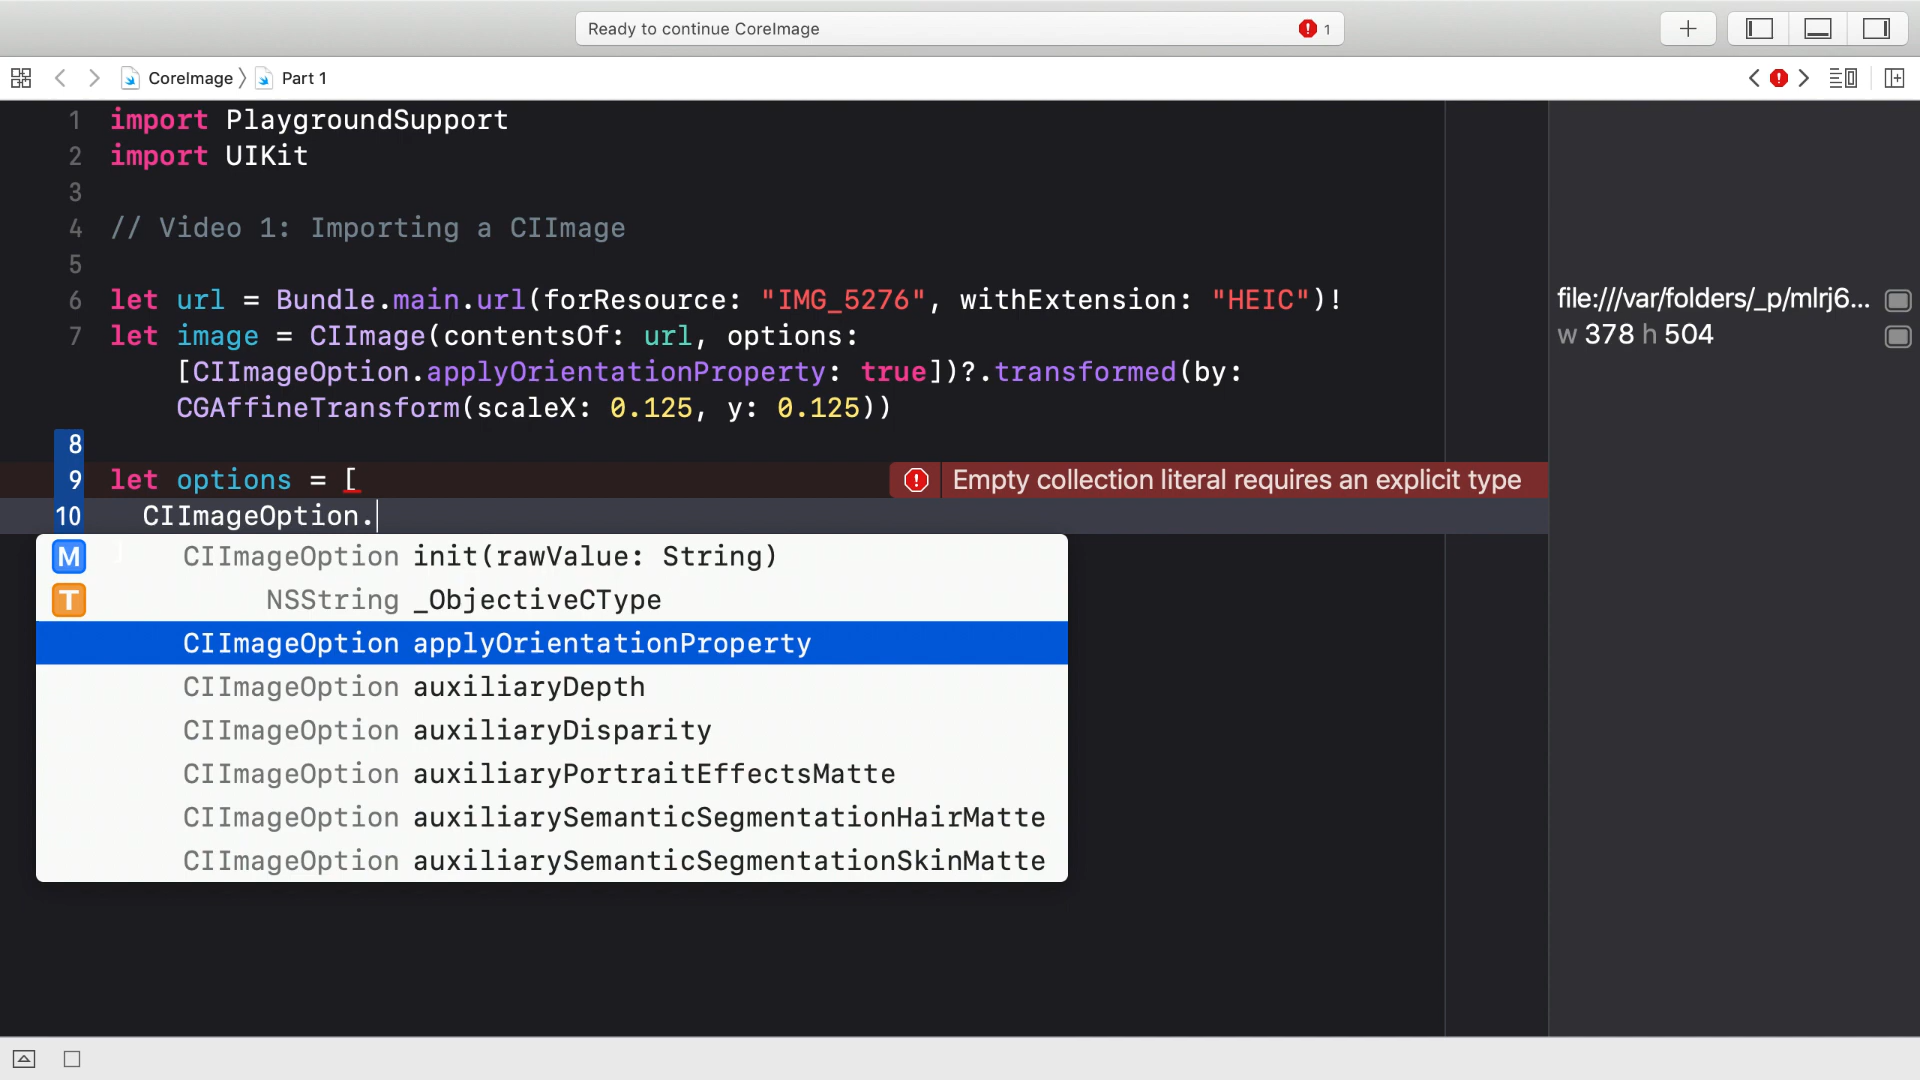 Ready to continue CoreImage 1
CoreImage Part 1
1 import PlaygroundSupport
2 import UIKit
3
4 // Video 1: Importing a CIImage
5
6 let url = Bundle.main.url(forResource: "IMG_5276", withExtension: "HEIC")!
file:///var/folders/_p/mlrj6...
7 let image = CIImage(contentsOf: url, options:
w 378 h 504
[CIImageOption.applyOrientationProperty: true])?.transformed(by:
CGAffineTransform(scaleX: 0.125, y: 0.125))
8
9 let options = [
Empty collection literal requires an explicit type
10 CIImageOption.
M CIImageOption init(rawValue: String)
T NSString _ObjectiveCType
CIImageOption applyOrientationProperty
CIImageOption auxiliaryDepth
CIImageOption auxiliaryDisparity
CIImageOption auxiliaryPortraitEffectsMatte
CIImageOption auxiliarySemanticSegmentationHairMatte
CIImageOption auxiliarySemanticSegmentationSkinMatte